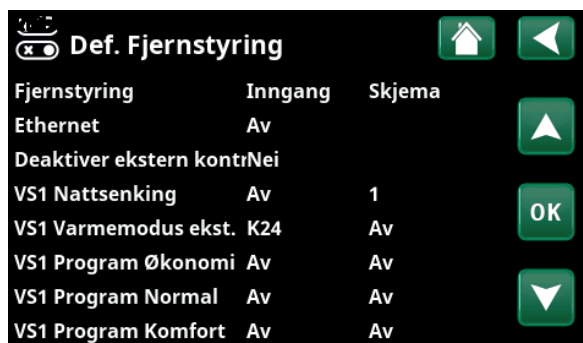 Def. Fjernstyring
Fjernstyring Inngang Skjema
Ethernet Av
Deaktiver ekstern kontr Nei
VS1 Nattsenking Av 1
VS1 Varmemodus ekst. K24 Av
VS1 Program Økonomi Av Av
VS1 Program Normal Av Av
VS1 Program Komfort Av Av
OK